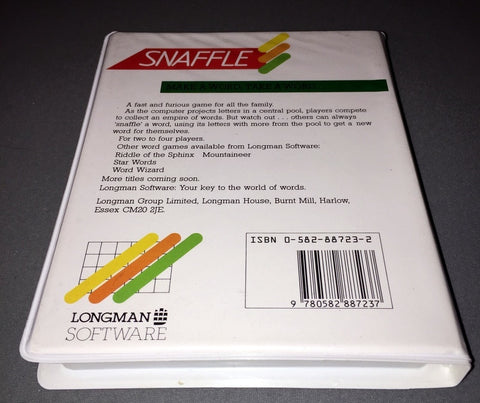 SNAFFLE
MAKE A WORD, TAKE A WORD
A fast and furious game for all the family.
As the computer projects letters in a central pool, players compete
to collect an empire of words. But watch out . . . others can always
'snaffle' a word, using its letters with more from the pool to get a new
word for themselves.
For two to four players.
Other word games available from Longman Software:
Riddle of the Sphinx Mountaineer
Star Words
Word Wizard
More titles coming soon.
Longman Software: Your key to the world of words.
Longman Group Limited, Longman House, Burnt Mill, Harlow,
Essex CM20 2JE.
ISBN 0-582-88723-2
9 780582 887237
LONGMAN
SOFTWARE